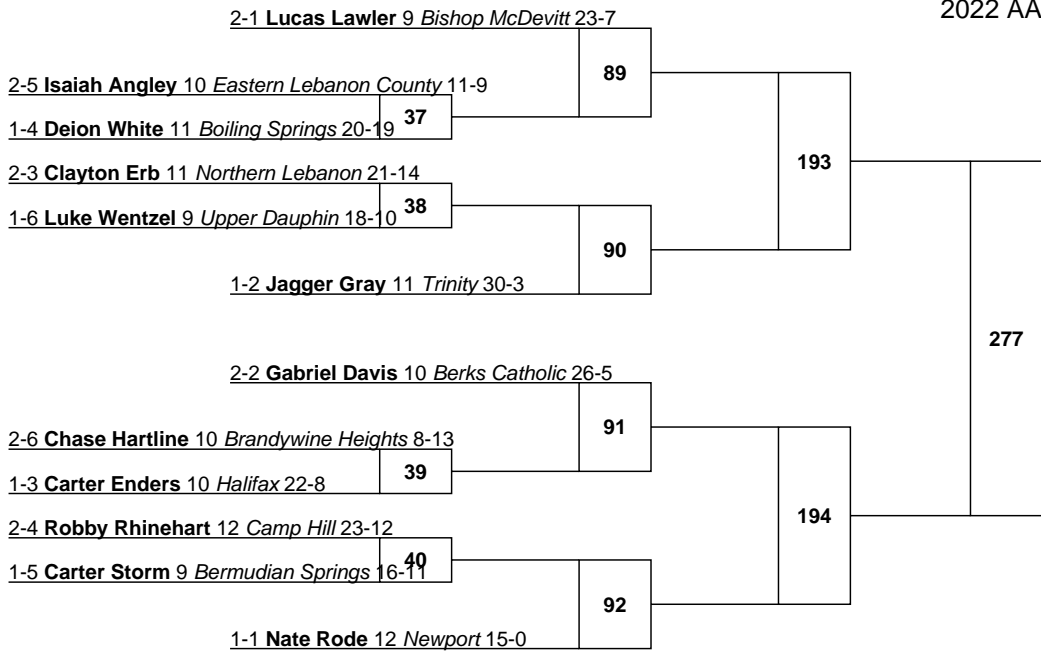 2022 AA
2-1 Lucas Lawler 9 Bishop McDevitt 23-7
89
2-5 Isaiah Angley 10 Eastern Lebanon County 11-9
37
1-4 Deion White 11 Boiling Springs 20-19
193
2-3 Clayton Erb 11 Northern Lebanon 21-14
38
1-6 Luke Wentzel 9 Upper Dauphin 18-10
90
1-2 Jagger Gray 11 Trinity 30-3
277
2-2 Gabriel Davis 10 Berks Catholic 26-5
91
2-6 Chase Hartline 10 Brandywine Heights 8-13
39
1-3 Carter Enders 10 Halifax 22-8
194
2-4 Robby Rhinehart 12 Camp Hill 23-12
40
1-5 Carter Storm 9 Bermudian Springs 16-11
92
1-1 Nate Rode 12 Newport 15-0